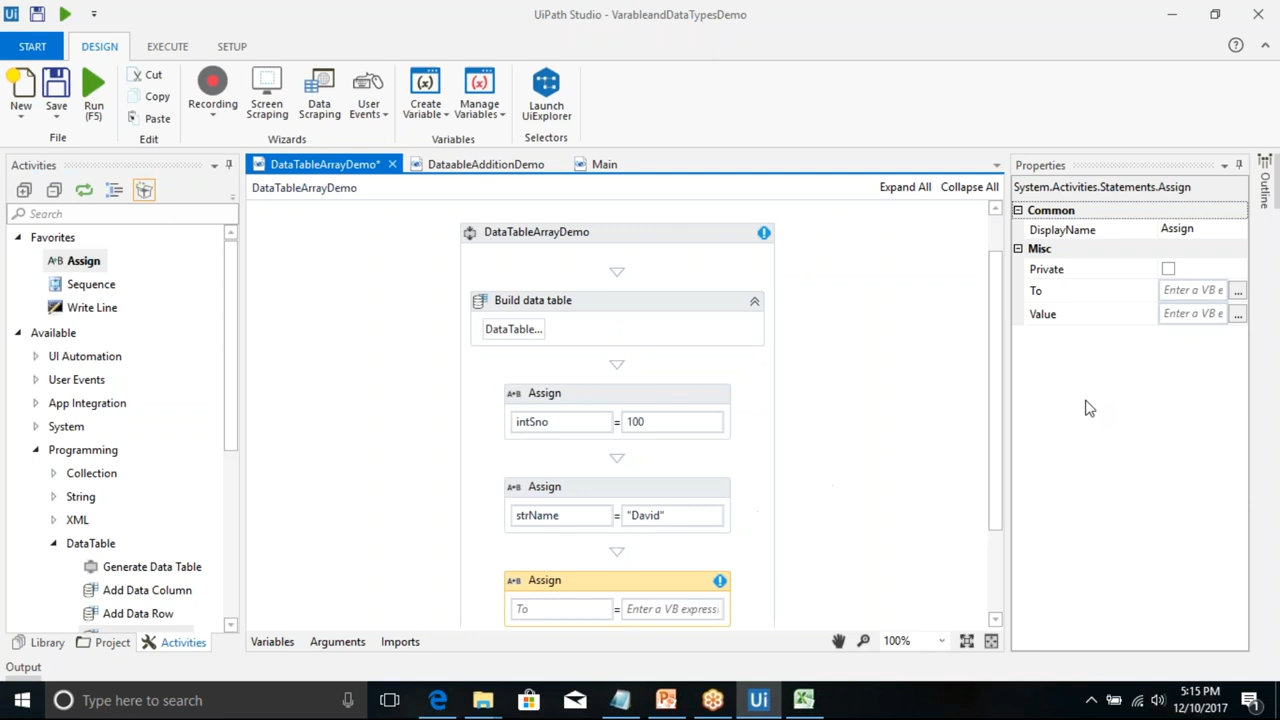 Ui
UiPath Studio - VarableandDataTypesDemo
START DESIGN EXECUTE SETUP
New
Save
Run
(F5)
Cut
Copy
Paste
Recording
Screen
Scraping
Data
Scraping
User
Events
Create
Variable
Manage
Variables
Launch
UiExplorer
File Edit Wizards Variables Selectors
Activities
Search
Favorites
A+B Assign
Sequence
Write Line
Available
UI Automation
User Events
App Integration
System
Programming
Collection
String
XML
DataTable
Generate Data Table
Add Data Column
Add Data Row
Library Project Activities
DataTableArrayDemo* DataableAdditionDemo Main
DataTableArrayDemo Expand All Collapse All
DataTableArrayDemo
Build data table
DataTable...
A+B Assign
intSno = 100
A+B Assign
strName = "David"
A+B Assign
To = Enter a VB express
Variables Arguments Imports 100%
Properties
System.Activities.Statements.Assign
Common
DisplayName Assign
Misc
Private
To Enter a VB e ...
Value Enter a VB e ...
Outline
Output
Type here to search
Ui
5:15 PM
12/10/2017
1